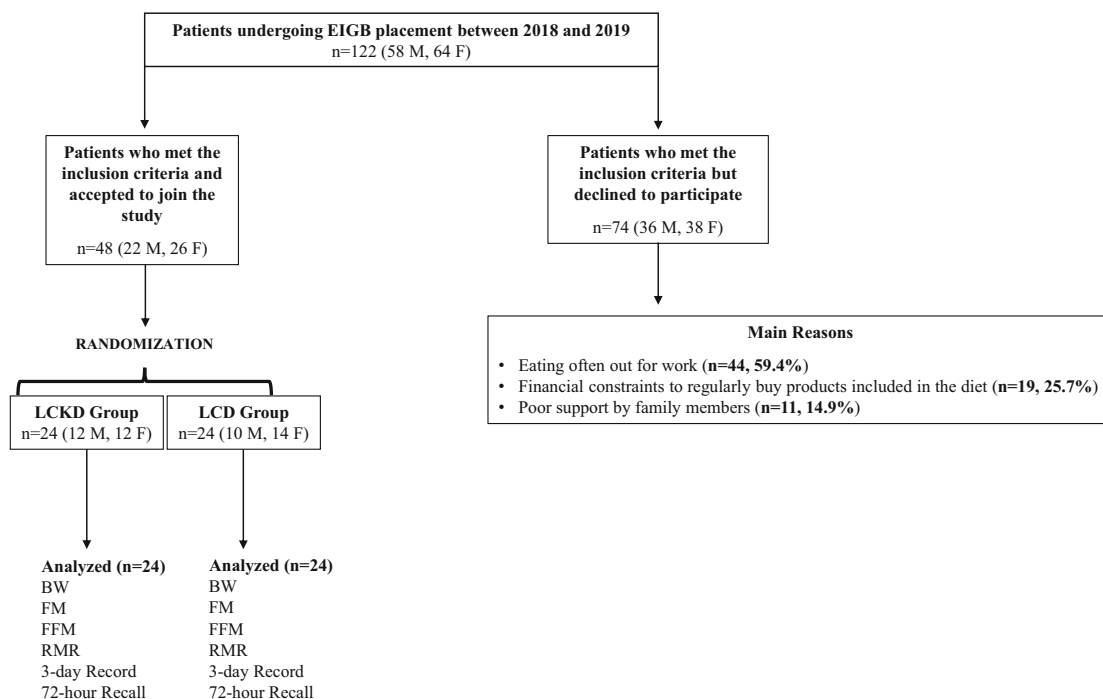 Patients undergoing EIGB placement between 2018 and 2019
n=122 (58 M, 64 F)
Patients who met the
inclusion criteria and
accepted to join the
study
n=48 (22 M, 26 F)
Patients who met the
inclusion criteria but
declined to participate
n=74 (36 M, 38 F)
RANDOMIZATION
Main Reasons
• Eating often out for work (n=44, 59.4%)
• Financial constraints to regularly buy products included in the diet (n=19, 25.7%)
• Poor support by family members (n=11, 14.9%)
LCKD Group
n=24 (12 M, 12 F)
LCD Group
n=24 (10 M, 14 F)
Analyzed (n=24)
BW
FM
FFM
RMR
3-day Record
72-hour Recall
Analyzed (n=24)
BW
FM
FFM
RMR
3-day Record
72-hour Recall